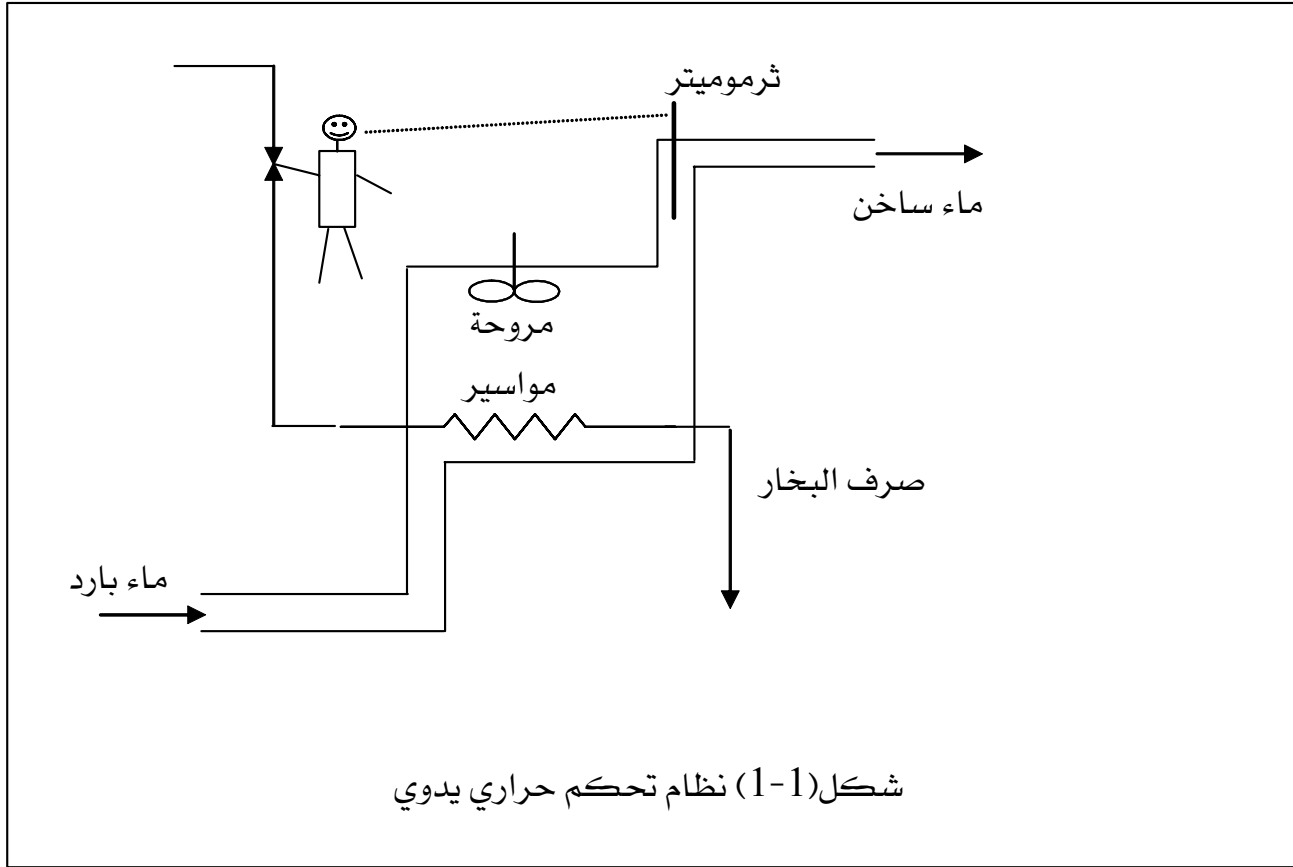 ثرموميتر
ماء ساخن
مروحة
مواسير
صرف البخار
ماء بارد
شكل(1-1) نظام تحكم حراري يدوي